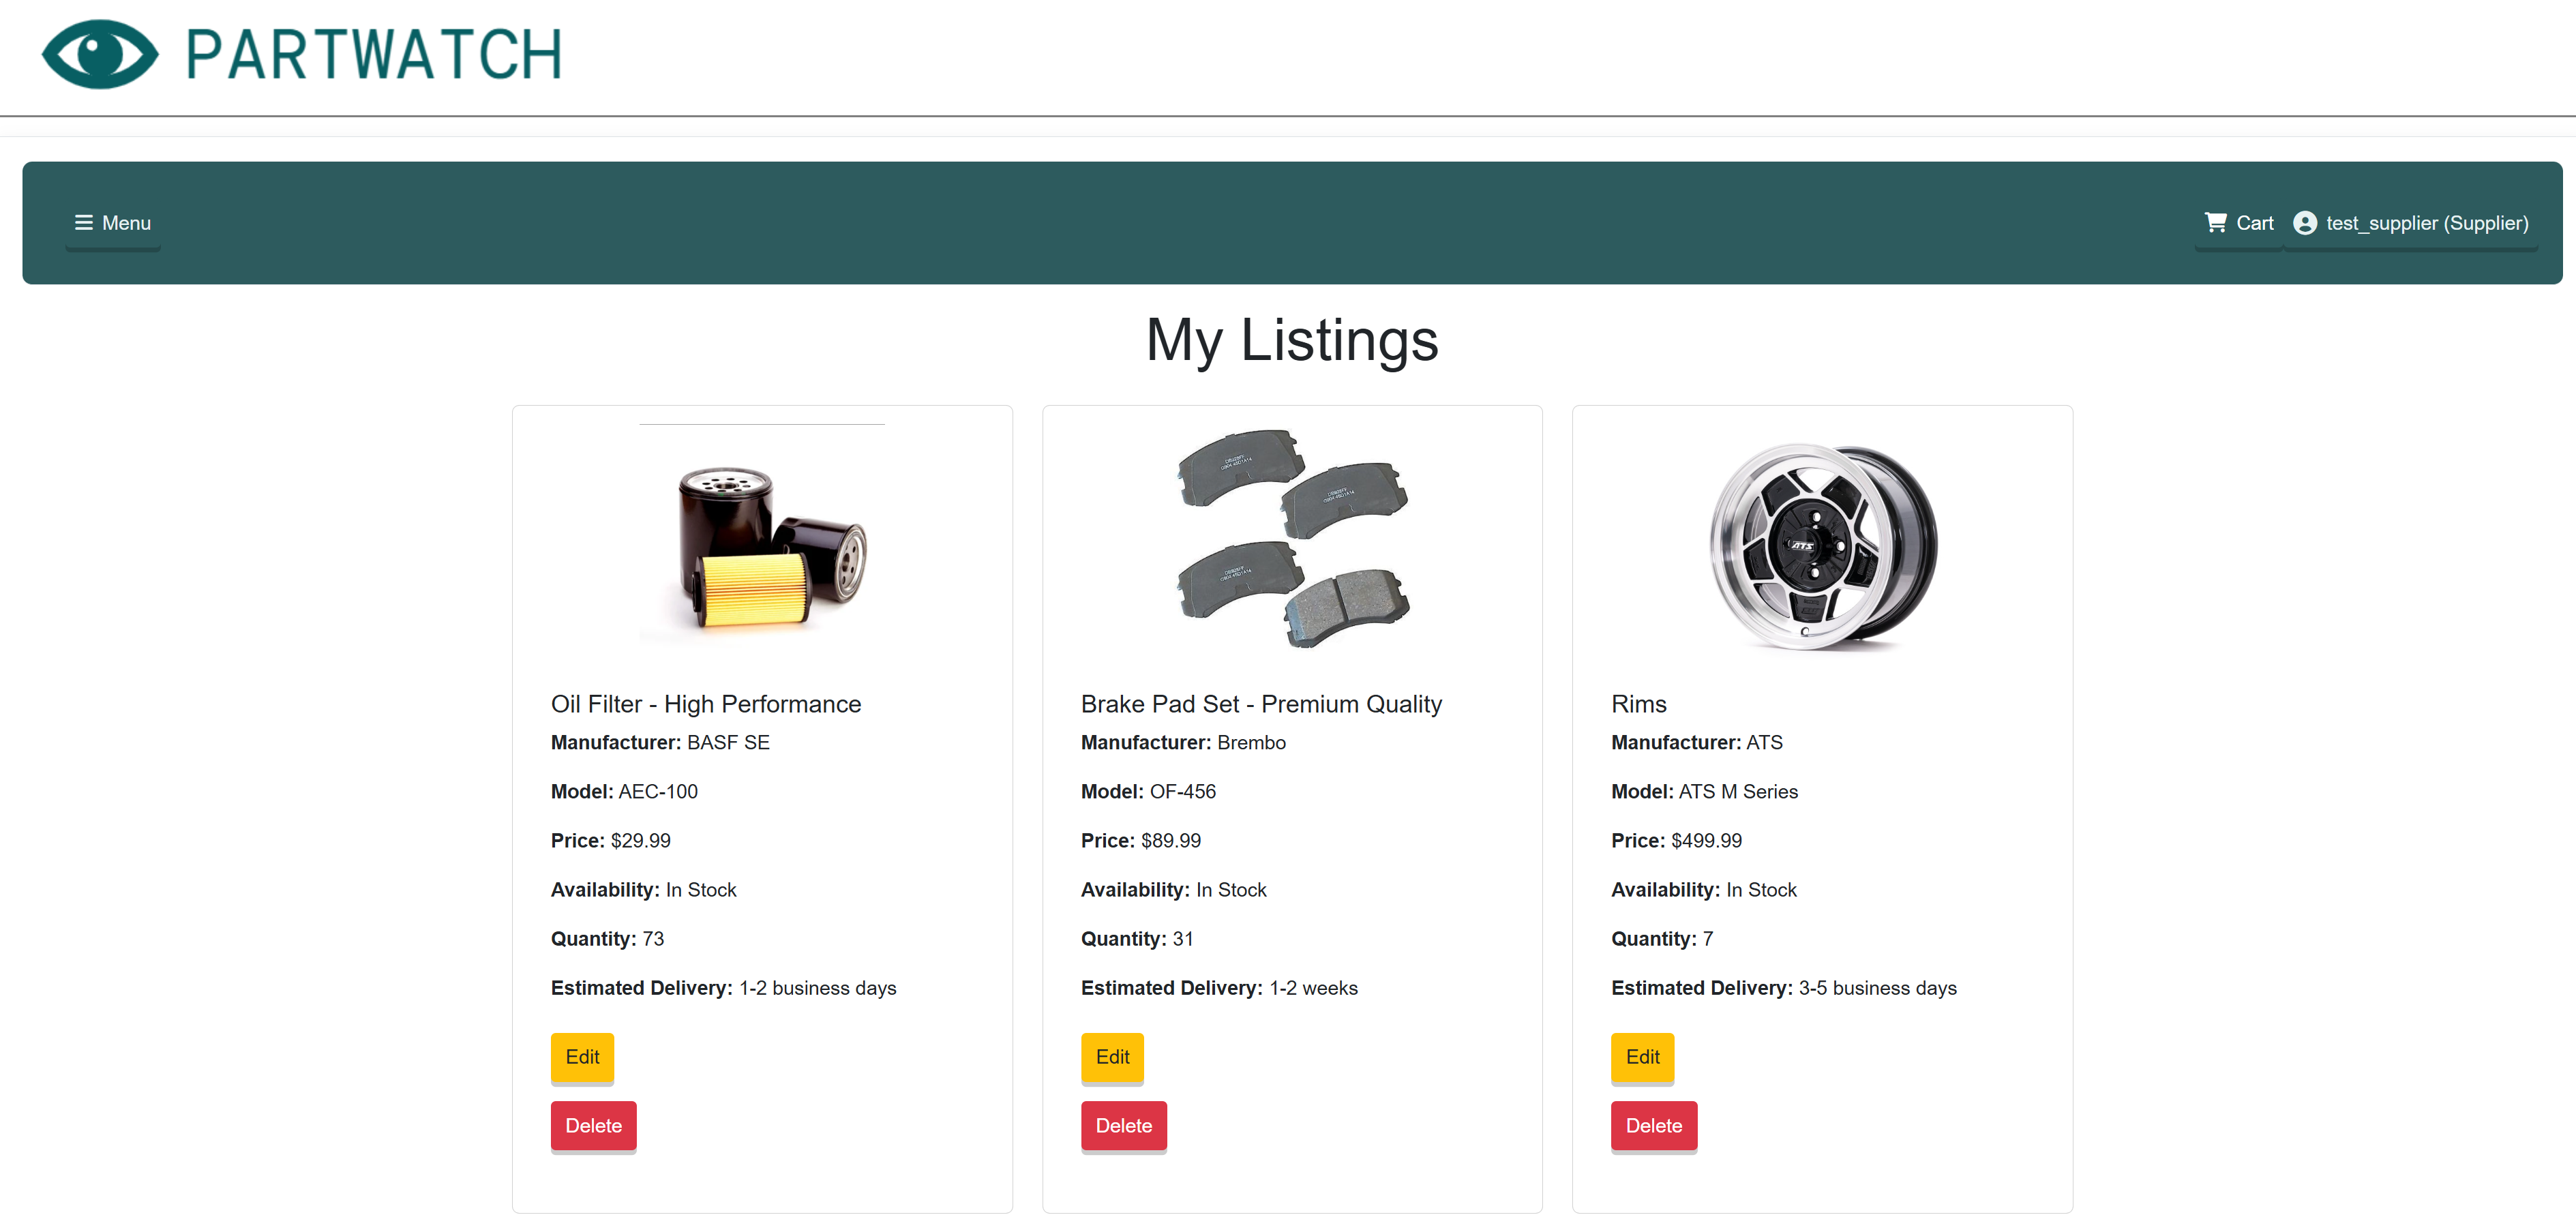 PARTWATCH
Menu
Cart test_supplier (Supplier)
My Listings
ATS
Oil Filter - High Performance
Manufacturer: BASF SE
Model: AEC-100
Price: $29.99
Availability: In Stock
Quantity: 73
Estimated Delivery: 1-2 business days
Edit
Delete
Brake Pad Set - Premium Quality
Manufacturer: Brembo
Model: OF-456
Price: $89.99
Availability: In Stock
Quantity: 31
Estimated Delivery: 1-2 weeks
Edit
Delete
Rims
Manufacturer: ATS
Model: ATS M Series
Price: $499.99
Availability: In Stock
Quantity: 7
Estimated Delivery: 3-5 business days
Edit
Delete